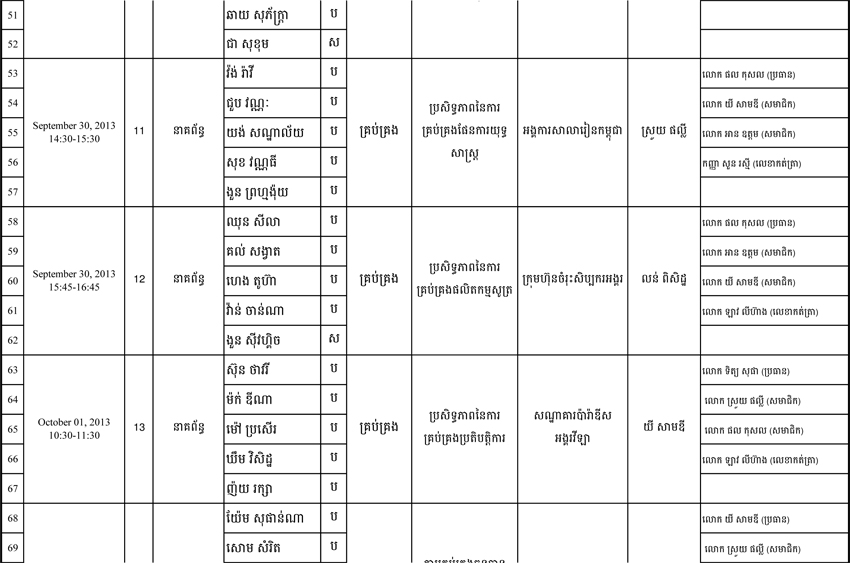 51 ឆាយ សុភ័ក្ត្រា ប
52 ជា សុខុម ស
53 វ៉ង់ រ៉ាវី ប លោក ផល កុសល (ប្រធាន)
54 ជួប វណ្ណៈ ប លោក យី សាមឌី (សមាជិក)
55 September 30, 2013 14:30-15:30 11 នាគព័ន្ធ យង់ សណ្ឋាល័យ ប គ្រប់គ្រង ប្រសិទ្ធភាពនៃការគ្រប់គ្រងផែនការយុទ្ធសាស្ត្រ អង្គការសាលារៀនកម្ពុជា ស្រួយ ផល្លី លោក អាន ឧត្តម (សមាជិក)
56 សុខ វណ្ណធី ប កញ្ញា សួន រស្មី (លេខាកត់ត្រា)
57 ងួន ព្រហ្មង៉ុយ ប
58 ឈុន សីលា ប លោក ផល កុសល (ប្រធាន)
59 គល់ សង្វាត ប លោក អាន ឧត្តម (សមាជិក)
60 September 30, 2013 15:45-16:45 12 នាគព័ន្ធ ហេង តូហ៊ា ប គ្រប់គ្រង ប្រសិទ្ធភាពនៃការគ្រប់គ្រងផលិតកម្មសូត្រ ក្រុមហ៊ុនចំរុះសិប្បករអង្គរ លន់ ពិសិដ្ឋ លោក យី សាមឌី (សមាជិក)
61 វ៉ាន់ ចាន់ណា ប លោក ឡាវ លីហ៊ាង (លេខាកត់ត្រា)
62 ងួន ស៊ីវហ្គិច ស
63 ស៊ុន ថាវរី ប លោក ទិត្យ សុផា (ប្រធាន)
64 ម៉ក់ ឌីណា ប លោក ស្រួយ ផល្លី (សមាជិក)
65 October 01, 2013 10:30-11:30 13 នាគព័ន្ធ ម៉ៅ ប្រសើរ ប គ្រប់គ្រង ប្រសិទ្ធភាពនៃការគ្រប់គ្រងប្រតិបត្តិការ សណ្ឋាគារប៉ារ៉ាឌីសអង្គរវីឡា យី សាមឌី លោក ផល កុសល (សមាជិក)
66 ឃឹម វិសិដ្ឋ ប លោក ឡាវ លីហ៊ាង (លេខាកត់ត្រា)
67 ញ៉យ រក្សា ប
68 យ៉ែម សុផាន់ណា ប លោក យី សាមឌី (ប្រធាន)
69 សោម សំរិត ប លោក ស្រួយ ផល្លី (សមាជិក)